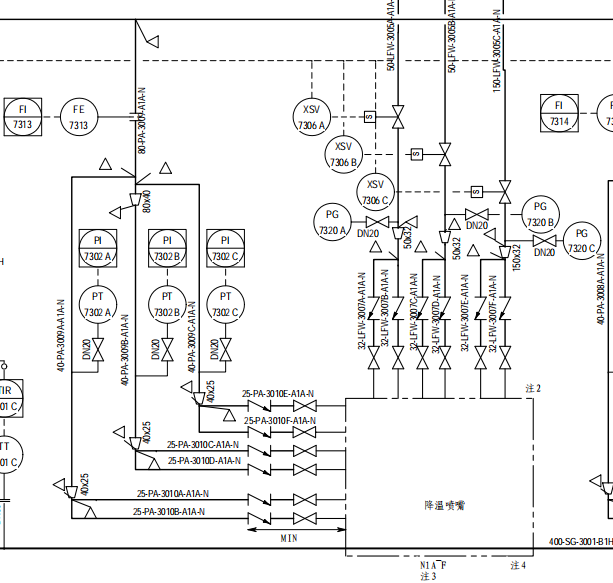 50-LFW-3005A-A1A-N
50-LFW-3005B-A1A-N
150-LFW-3005C-A1A-N
FI
7313
FE
7313
80-PA-3007-A1A-N
XSV
7306 A
S
XSV
7306 B
S
XSV
7306 C
S
FI
7314
80x40
PG
7320 A
DN20
50x32
PG
7320 B
DN20
50x32
PG
7320 C
DN20
150x32
PI
7302 A
PI
7302 B
PI
7302 C
PT
7302 A
PT
7302 B
PT
7302 C
DN20
DN20
DN20
40-PA-3009A-A1A-N
40-PA-3009B-A1A-N
40-PA-3009C-A1A-N
32-LFW-3007A-A1A-N
32-LFW-3007B-A1A-N
32-LFW-3007C-A1A-N
32-LFW-3007D-A1A-N
32-LFW-3007E-A1A-N
32-LFW-3007F-A1A-N
40-PA-3008A-A1A-N
TIR
01 C
TT
01 C
40x25
25-PA-3010E-A1A-N
25-PA-3010F-A1A-N
注 2
40x25
25-PA-3010C-A1A-N
25-PA-3010D-A1A-N
40x25
25-PA-3010A-A1A-N
25-PA-3010B-A1A-N
降温喷嘴
MIN
400-SG-3001-B1H
N1A~F
注 3
注 4